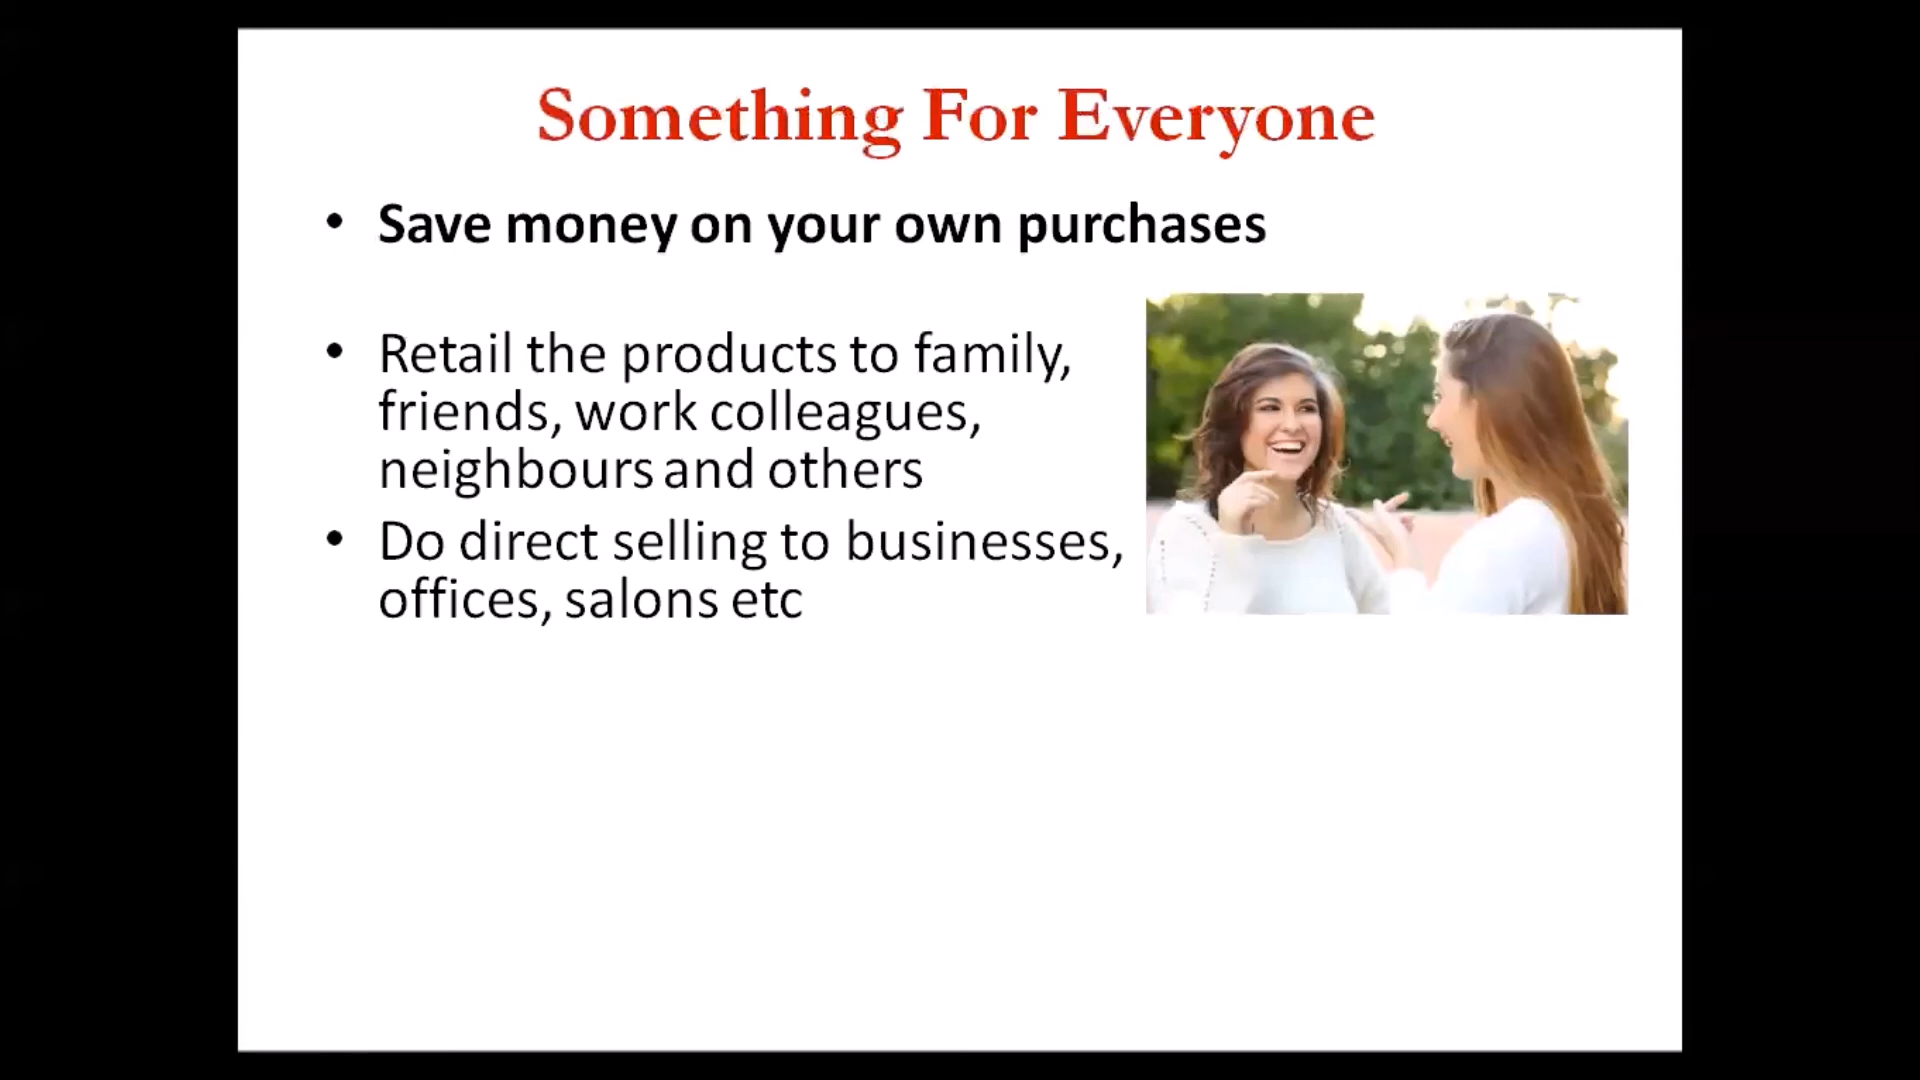 Something For Everyone
• Save money on your own purchases
• Retail the products to family,
friends, work colleagues,
neighbours and others
• Do direct selling to businesses,
offices, salons etc